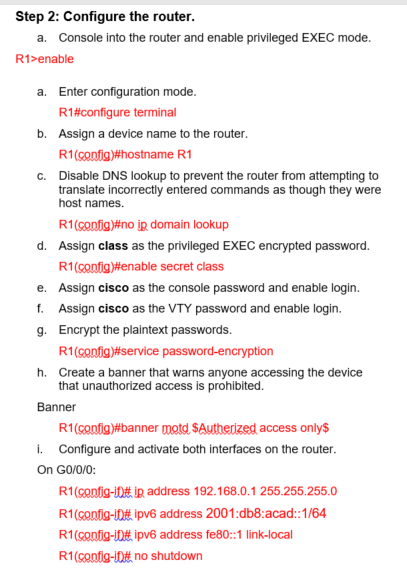 Step 2: Configure the router.
a. Console into the router and enable privileged EXEC mode.
R1>enable
a. Enter configuration mode.
R1#configure terminal
b. Assign a device name to the router.
R1(config)#hostname R1
c. Disable DNS lookup to prevent the router from attempting to
translate incorrectly entered commands as though they were
host names.
R1(config)#no ip domain lookup
d. Assign class as the privileged EXEC encrypted password.
R1(config)#enable secret class
e. Assign cisco as the console password and enable login.
f. Assign cisco as the VTY password and enable login.
g. Encrypt the plaintext passwords.
R1(config)#service password-encryption
h. Create a banner that warns anyone accessing the device
that unauthorized access is prohibited.
Banner
R1(config)#banner motd $Autherized access only$
i. Configure and activate both interfaces on the router.
On G0/0/0:
R1(config-if)# ip address 192.168.0.1 255.255.255.0
R1(config-if)# ipv6 address 2001:db8:acad::1/64
R1(config-if)# ipv6 address fe80::1 link-local
R1(config-if)# no shutdown